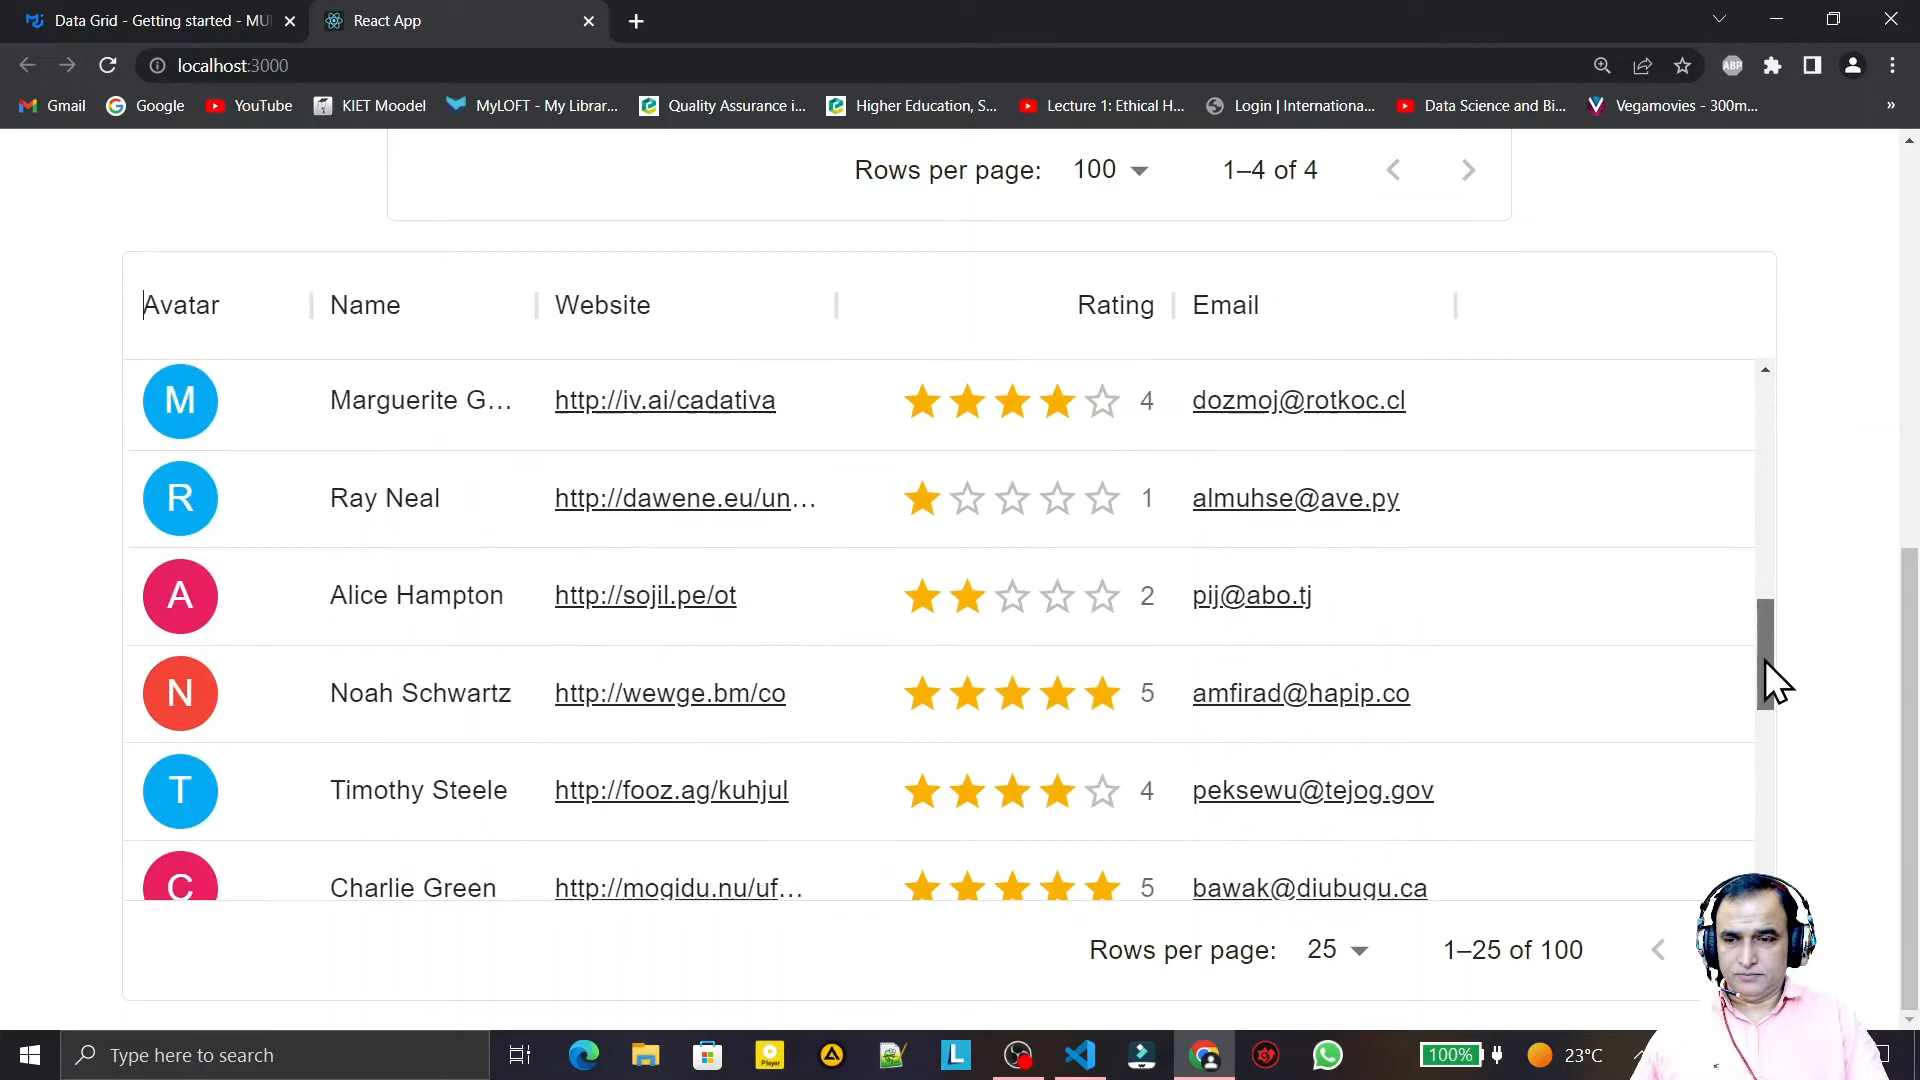 Data Grid - Getting started - MU
React App
localhost:3000
ABP
Gmail
Google
YouTube
KIET Moodel
MyLOFT - My Librar...
Quality Assurance i...
Higher Education, S...
Lecture 1: Ethical H...
Login | Internationa...
Data Science and Bi...
Vegamovies - 300m...
»
Rows per page: 100 1–4 of 4
Avatar Name Website Rating Email
M Marguerite G... http://iv.ai/cadativa 4 dozmoj@rotkoc.cl
R Ray Neal http://dawene.eu/un... 1 almuhse@ave.py
A Alice Hampton http://sojil.pe/ot 2 pij@abo.tj
N Noah Schwartz http://wewge.bm/co 5 amfirad@hapip.co
T Timothy Steele http://fooz.ag/kuhjul 4 peksewu@tejog.gov
C Charlie Green http://mogidu.nu/uf... 5 bawak@diubugu.ca
Rows per page: 25 1–25 of 100
Type here to search
Player
L
100%
23°C